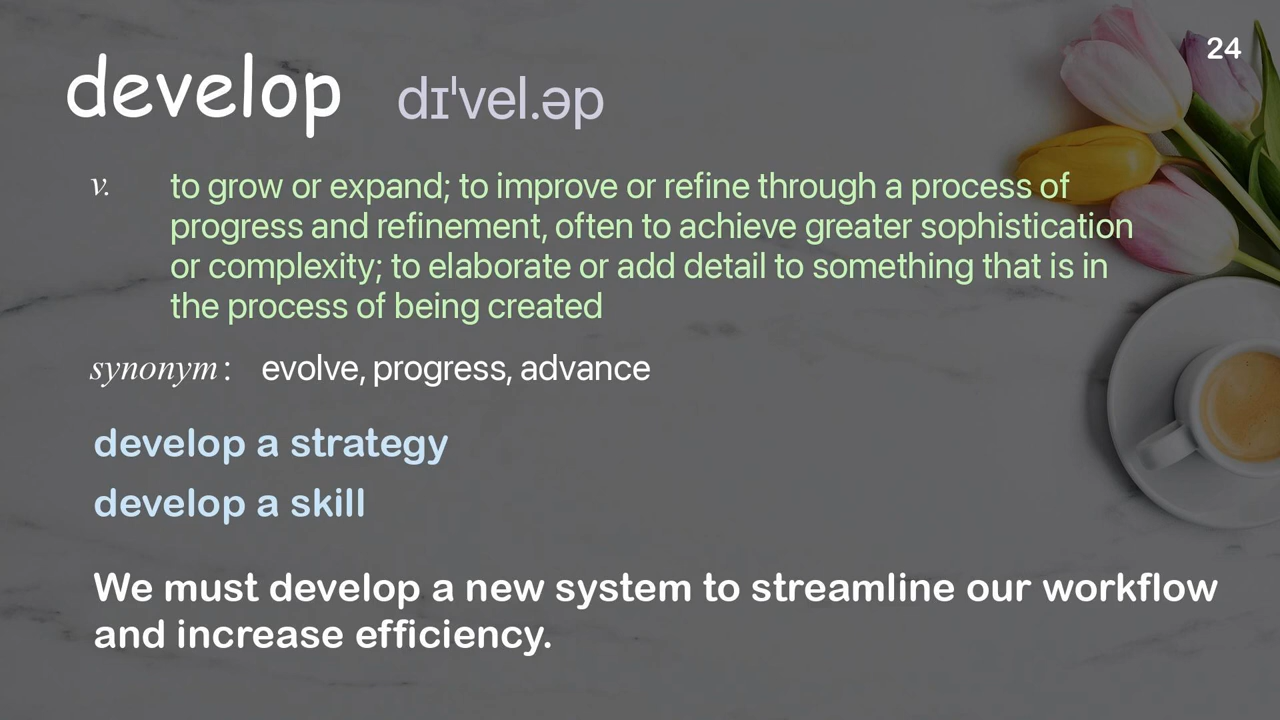 24
develop dɪˈvel.əp
v. to grow or expand; to improve or refine through a process of
progress and refinement, often to achieve greater sophistication
or complexity; to elaborate or add detail to something that is in
the process of being created
synonym: evolve, progress, advance
develop a strategy
develop a skill
We must develop a new system to streamline our workflow
and increase efficiency.